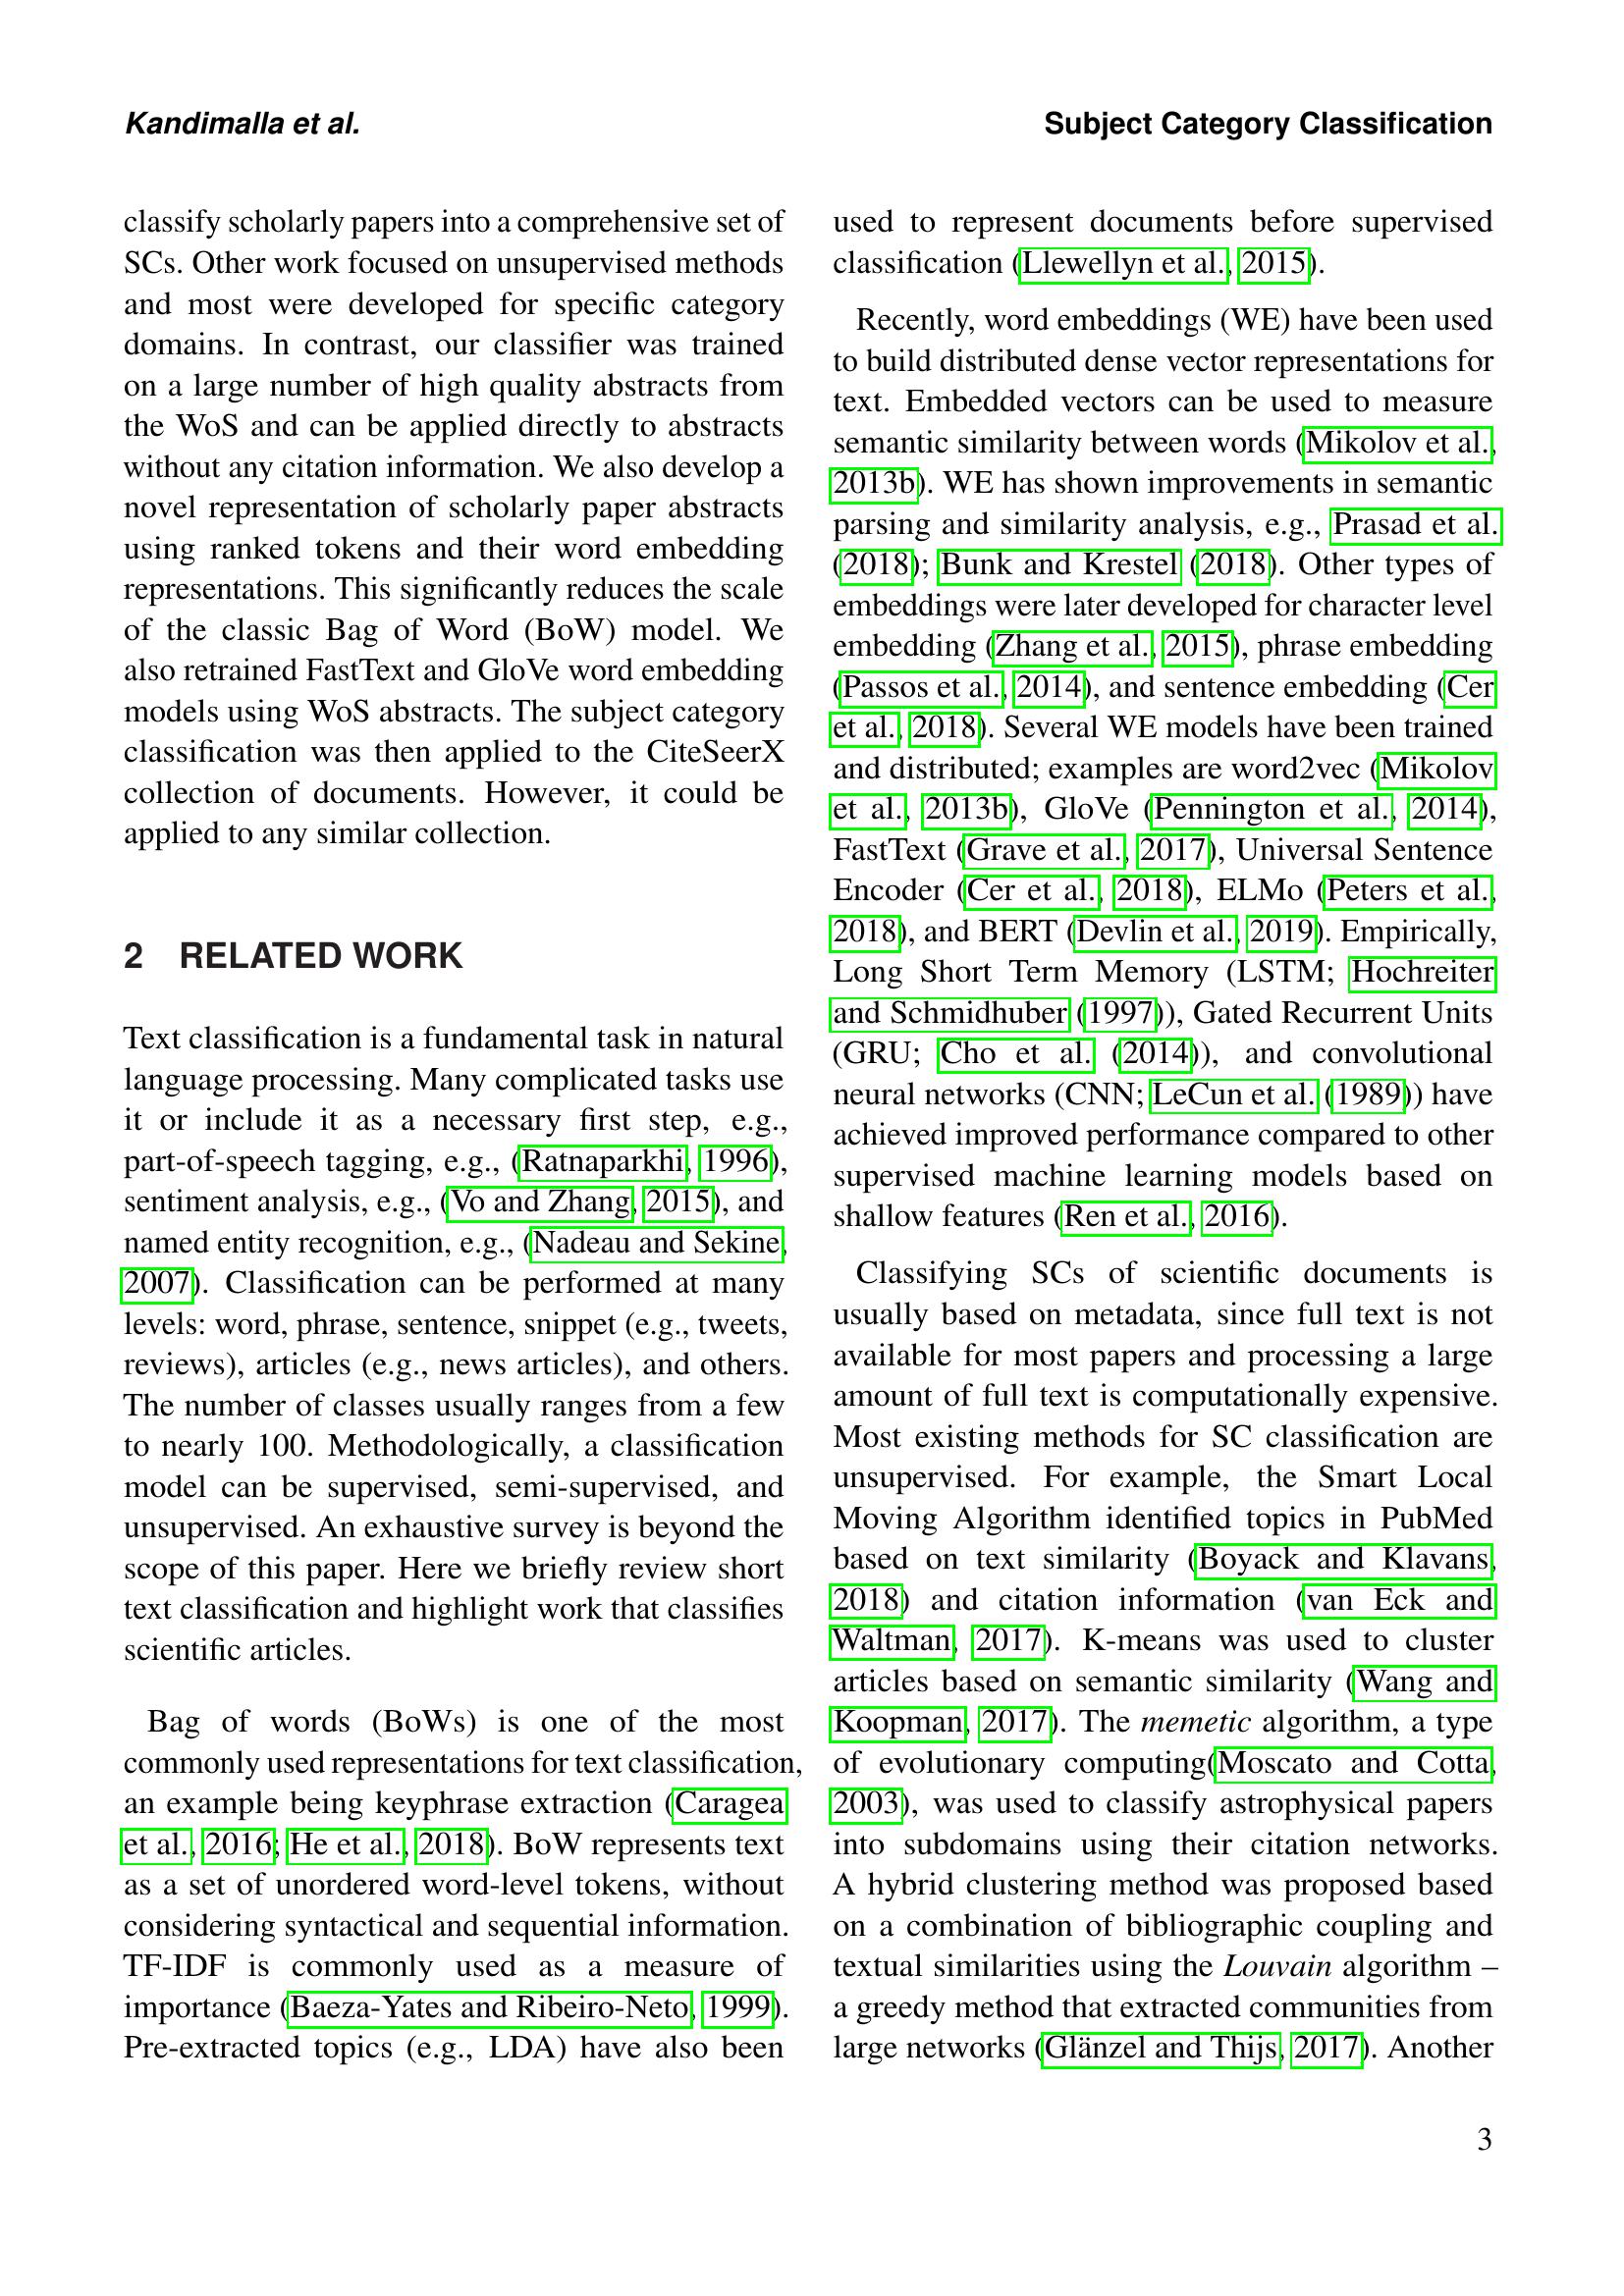 Kandimalla et al.
Subject Category Classification
classify scholarly papers into a comprehensive set of
SCs. Other work focused on unsupervised methods
and most were developed for specific category
domains. In contrast, our classifier was trained
on a large number of high quality abstracts from
the WoS and can be applied directly to abstracts
without any citation information. We also develop a
novel representation of scholarly paper abstracts
using ranked tokens and their word embedding
representations. This significantly reduces the scale
of the classic Bag of Word (BoW) model. We
also retrained FastText and GloVe word embedding
models using WoS abstracts. The subject category
classification was then applied to the CiteSeerX
collection of documents. However, it could be
applied to any similar collection.
2 RELATED WORK
Text classification is a fundamental task in natural
language processing. Many complicated tasks use
it or include it as a necessary first step, e.g.,
part-of-speech tagging, e.g., (Ratnaparkhi, 1996),
sentiment analysis, e.g., (Vo and Zhang, 2015), and
named entity recognition, e.g., (Nadeau and Sekine,
2007). Classification can be performed at many
levels: word, phrase, sentence, snippet (e.g., tweets,
reviews), articles (e.g., news articles), and others.
The number of classes usually ranges from a few
to nearly 100. Methodologically, a classification
model can be supervised, semi-supervised, and
unsupervised. An exhaustive survey is beyond the
scope of this paper. Here we briefly review short
text classification and highlight work that classifies
scientific articles.
Bag of words (BoWs) is one of the most
commonly used representations for text classification,
an example being keyphrase extraction (Caragea
et al., 2016; He et al., 2018). BoW represents text
as a set of unordered word-level tokens, without
considering syntactical and sequential information.
TF-IDF is commonly used as a measure of
importance (Baeza-Yates and Ribeiro-Neto, 1999).
Pre-extracted topics (e.g., LDA) have also been
used to represent documents before supervised
classification (Llewellyn et al., 2015).
Recently, word embeddings (WE) have been used
to build distributed dense vector representations for
text. Embedded vectors can be used to measure
semantic similarity between words (Mikolov et al.,
2013b). WE has shown improvements in semantic
parsing and similarity analysis, e.g., Prasad et al.
(2018); Bunk and Krestel (2018). Other types of
embeddings were later developed for character level
embedding (Zhang et al., 2015), phrase embedding
(Passos et al., 2014), and sentence embedding (Cer
et al., 2018). Several WE models have been trained
and distributed; examples are word2vec (Mikolov
et al., 2013b), GloVe (Pennington et al., 2014),
FastText (Grave et al., 2017), Universal Sentence
Encoder (Cer et al., 2018), ELMo (Peters et al.,
2018), and BERT (Devlin et al., 2019). Empirically,
Long Short Term Memory (LSTM; Hochreiter
and Schmidhuber (1997)), Gated Recurrent Units
(GRU; Cho et al. (2014)), and convolutional
neural networks (CNN; LeCun et al. (1989)) have
achieved improved performance compared to other
supervised machine learning models based on
shallow features (Ren et al., 2016).
Classifying SCs of scientific documents is
usually based on metadata, since full text is not
available for most papers and processing a large
amount of full text is computationally expensive.
Most existing methods for SC classification are
unsupervised. For example, the Smart Local
Moving Algorithm identified topics in PubMed
based on text similarity (Boyack and Klavans,
2018) and citation information (van Eck and
Waltman, 2017). K-means was used to cluster
articles based on semantic similarity (Wang and
Koopman, 2017). The memetic algorithm, a type
of evolutionary computing(Moscato and Cotta,
2003), was used to classify astrophysical papers
into subdomains using their citation networks.
A hybrid clustering method was proposed based
on a combination of bibliographic coupling and
textual similarities using the Louvain algorithm –
a greedy method that extracted communities from
large networks (Glänzel and Thijs, 2017). Another
3